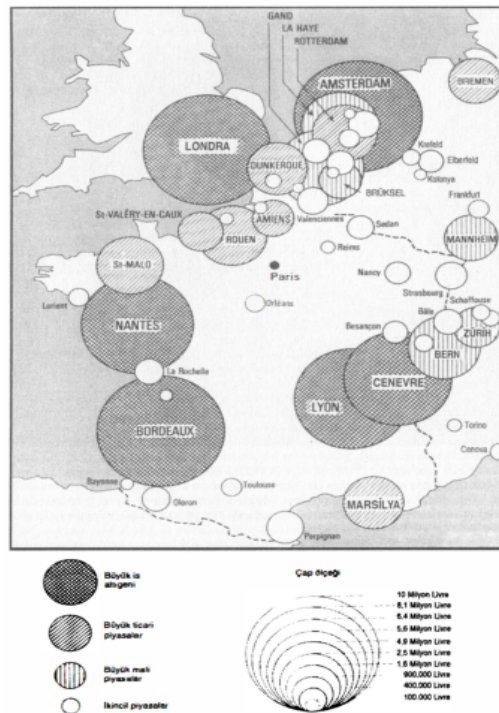 GAND
LA HAYE
ROTTERDAM
AMSTERDAM
BREMEN
LONDRA
DUNKERQUE
Krefeld
Elberfeld
Kolonya
BRÜKSEL
Frankfurt
St-VALÉRY-EN-CAUX
AMIENS
Valenciennes
ROUEN
Sedan
MANNHEIM
Reims
St-MALO
Paris
Nancy
Strasbourg
Lorient
Orléans
Schaffouse
Bâle
ZÜRİH
NANTES
Besançon
BERN
La Rochelle
CENEVRE
LYON
BORDEAUX
Torino
Cenova
Bayonne
Toulouse
Oloron
MARSİLYA
Perpignan
Büyük iş
altıgeni
Çap ölçeği
10 Milyon Livre
8,1 Milyon Livre
6,4 Milyon Livre
5,6 Milyon Livre
4,9 Milyon Livre
2,5 Milyon Livre
1,6 Milyon Livre
900,000 Livre
400,000 Livre
100.000 Livre
Büyük ticari
piyasalar
Büyük mali
piyasalar
İkincil piyasalar